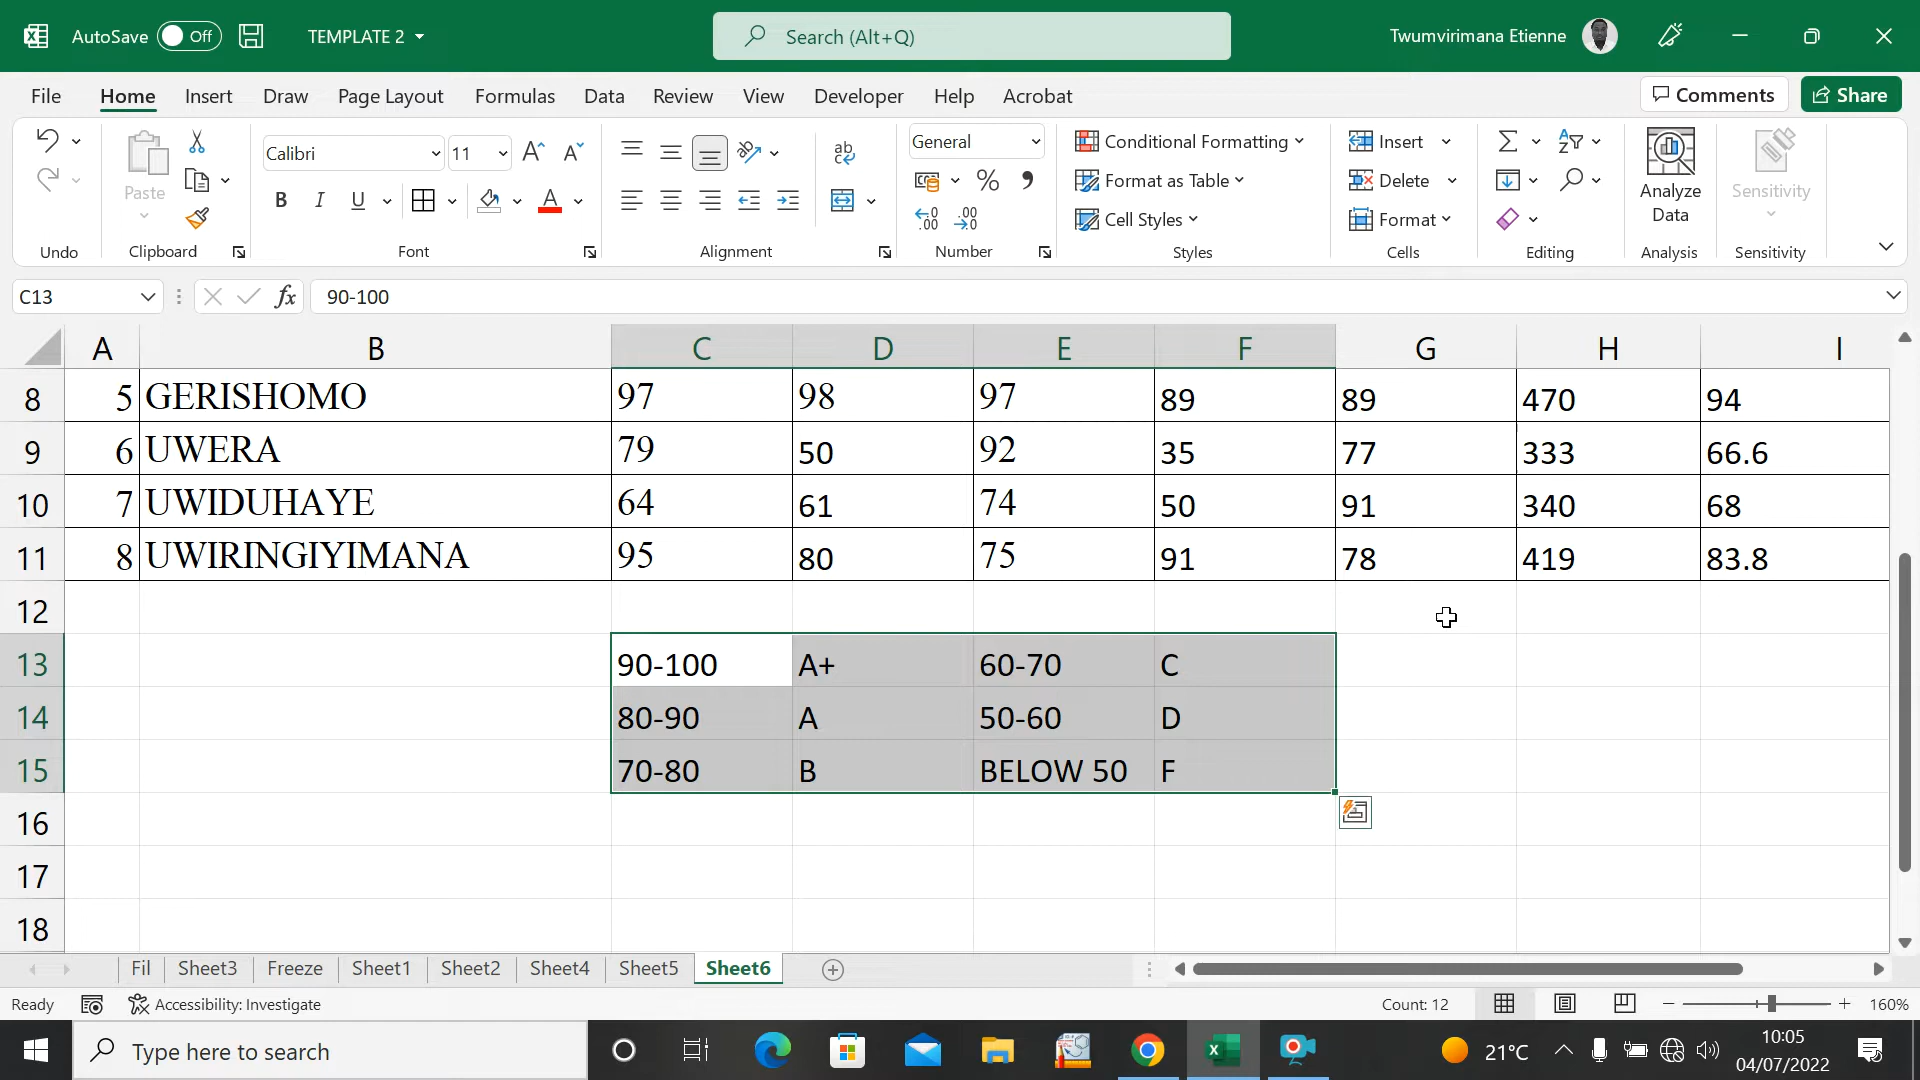 AutoSave Off TEMPLATE 2 Search (Alt+Q) Twumvirimana Etienne
File Home Insert Draw Page Layout Formulas Data Review View Developer Help Acrobat Comments Share
Paste
Calibri 11
B I U A
ab
General
% 9
Conditional Formatting
Format as Table
Cell Styles
Insert
Delete
Format
Analyze Data
Sensitivity
Undo Clipboard Font Alignment Number Styles Cells Editing Analysis Sensitivity
C13 fx 90-100
A B C D E F G H I
8 5 GERISHOMO 97 98 97 89 89 470 94
9 6 UWERA 79 50 92 35 77 333 66.6
10 7 UWIDUHAYE 64 61 74 50 91 340 68
11 8 UWIRINGIYIMANA 95 80 75 91 78 419 83.8
12
13 90-100 A+ 60-70 C
14 80-90 A 50-60 D
15 70-80 B BELOW 50 F
16
17
18
Fil Sheet3 Freeze Sheet1 Sheet2 Sheet4 Sheet5 Sheet6
Ready Accessibility: Investigate Count: 12 160%
Type here to search 21°C 10:05
04/07/2022